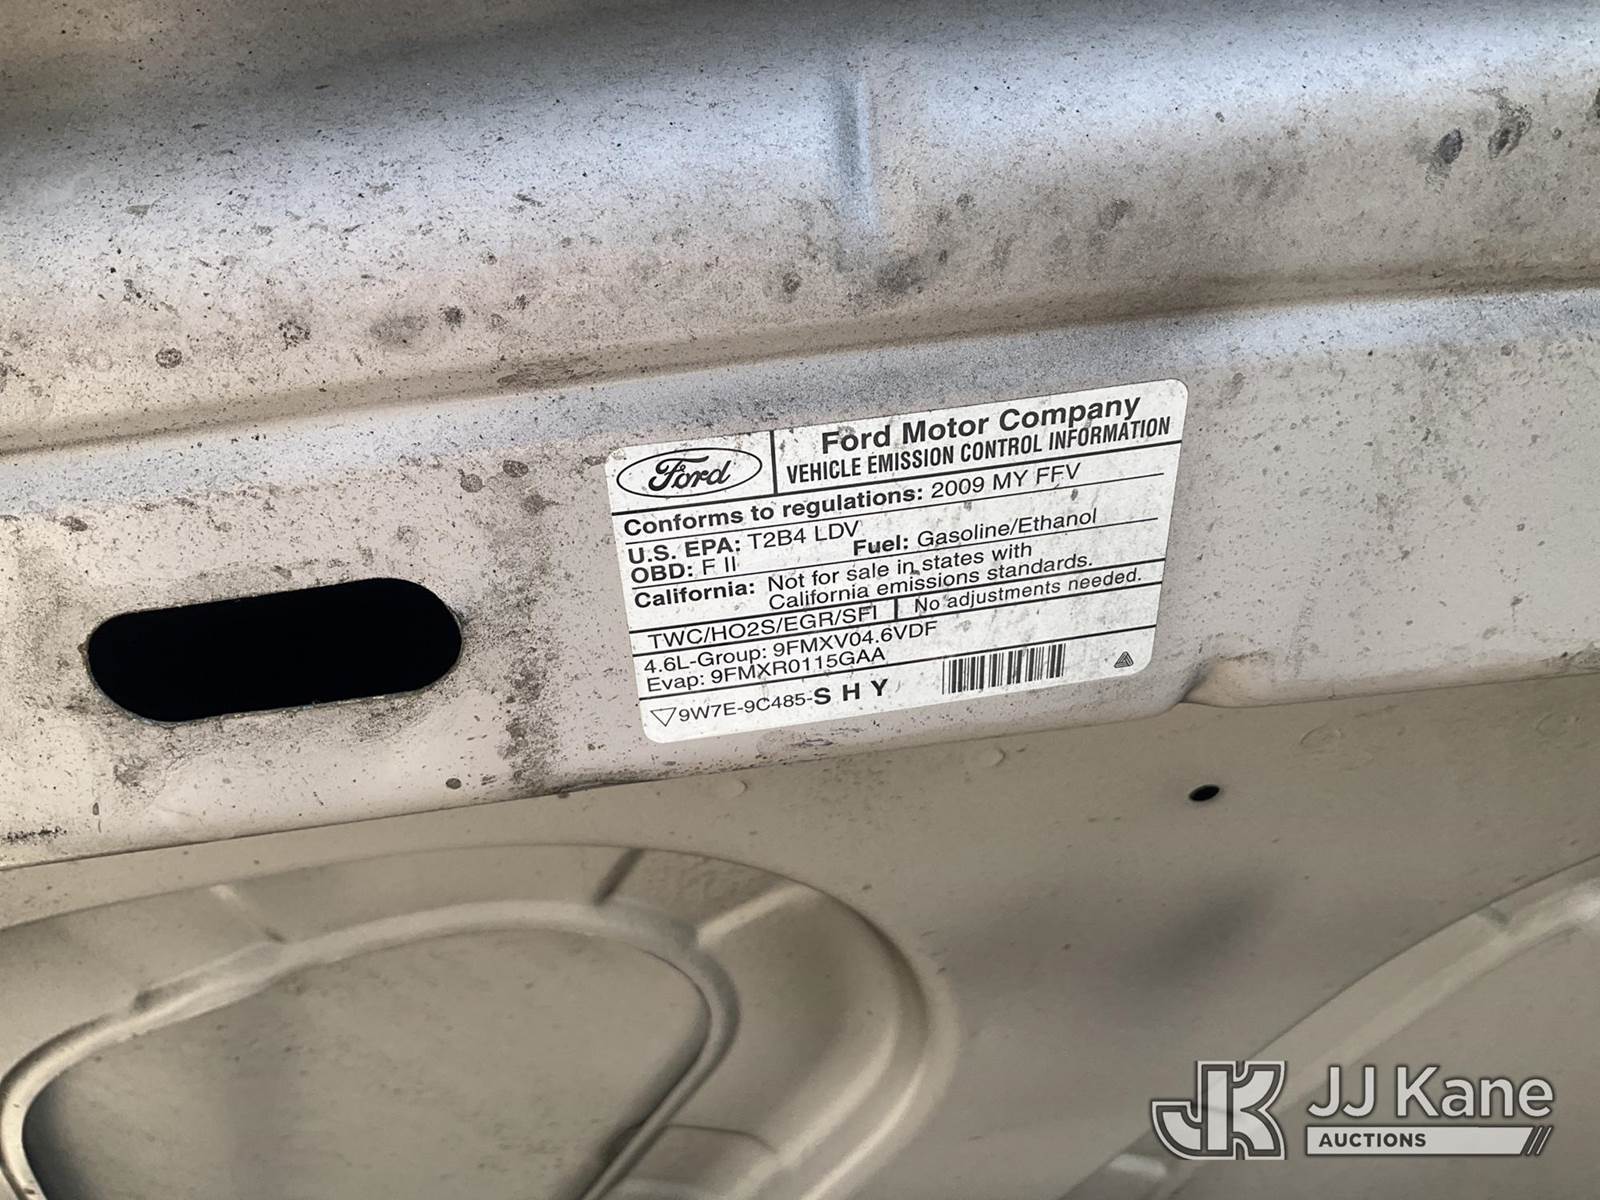 Ford
Ford Motor Company
VEHICLE EMISSION CONTROL INFORMATION
Conforms to regulations: 2009 MY FFV
U.S. EPA: T2B4 LDV
OBD: F II
Fuel: Gasoline/Ethanol
California: Not for sale in states with
California emissions standards.
TWC/HO2S/EGR/SFI
No adjustments needed.
4.6L-Group: 9FMXV04.6VDF
Evap: 9FMXR0115GAA
9W7E-9C485-S H Y
JK JJ Kane
AUCTIONS